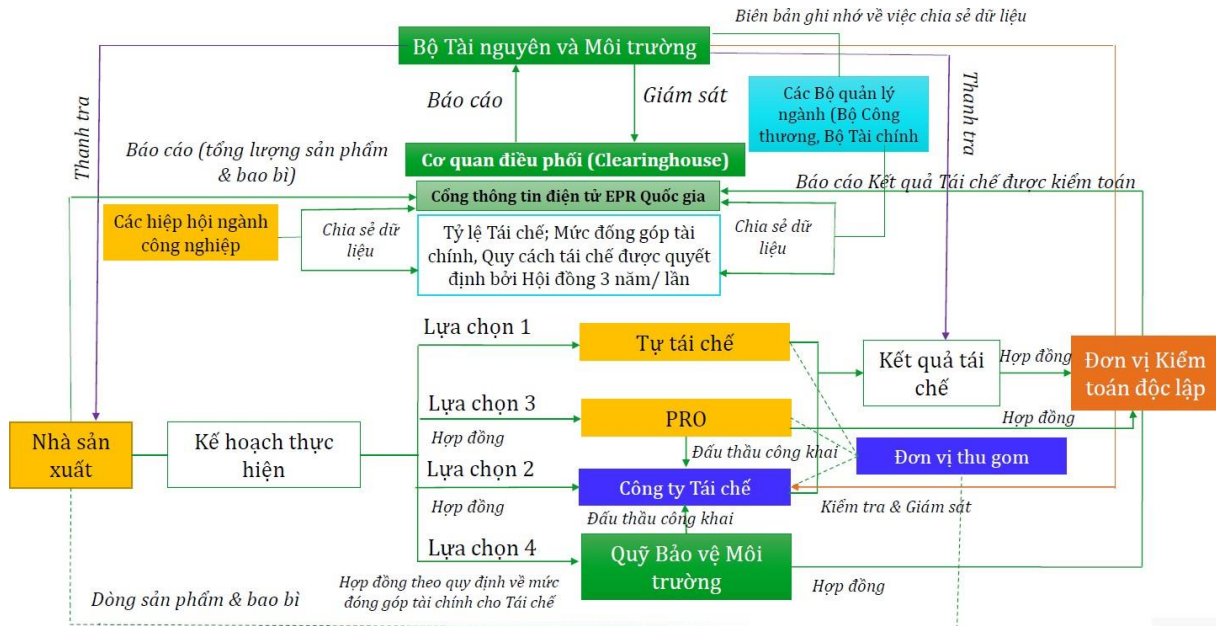 Biên bản ghi nhớ về việc chia sẻ dữ liệu
Bộ Tài nguyên và Môi trường
Thanh tra
Báo cáo
Giám sát
Các Bộ quản lý
ngành (Bộ Công
thương, Bộ Tài chính
Thanh tra
Báo cáo (tổng lượng sản phẩm
& bao bì)
Cơ quan điều phối (Clearinghouse)
Cổng thông tin điện tử EPR Quốc gia
Báo cáo Kết quả Tái chế được kiểm toán
Các hiệp hội ngành
công nghiệp
Chia sẻ dữ
liệu
Tỷ lệ Tái chế; Mức đống góp tài
chính, Quy cách tái chế được quyết
định bởi Hội đồng 3 năm/ lần
Chia sẻ dữ
liệu
Lựa chọn 1
Tự tái chế
Kết quả tái
chế
Hợp đồng
Đơn vị Kiểm
toán độc lập
Lựa chọn 3
Hợp đồng
PRO
Hợp đồng
Nhà sản
xuất
Kế hoạch thực
hiện
Đấu thầu công khai
Đơn vị thu gom
Lựa chọn 2
Hợp đồng
Công ty Tái chế
Kiểm tra & Giám sát
Đấu thầu công khai
Lựa chọn 4
Quỹ Bảo vệ Môi
trường
Hợp đồng theo quy định về mức
đóng góp tài chính cho Tái chế
Hợp đồng
Dòng sản phẩm & bao bì